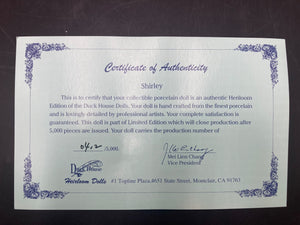 Certificate of Authenticity
Shirley
This is to certify that your collectible porcelain doll is an authentic Heirloom
Edition of the Duck House Dolls. Your doll is hand crafted from the finest porcelain
and is lovingly detailed by professional artists. Your complete satisfaction is
guaranteed. This doll is part of Limited Edition which will close production after
5,000 pieces are issued. Your doll carries the production number of
/5,000.
Mei Liene Chang
Vice President
Duck House
Heirloom Dolls #1 Topline Plaza,4651 State Street, Montclair, CA 91763